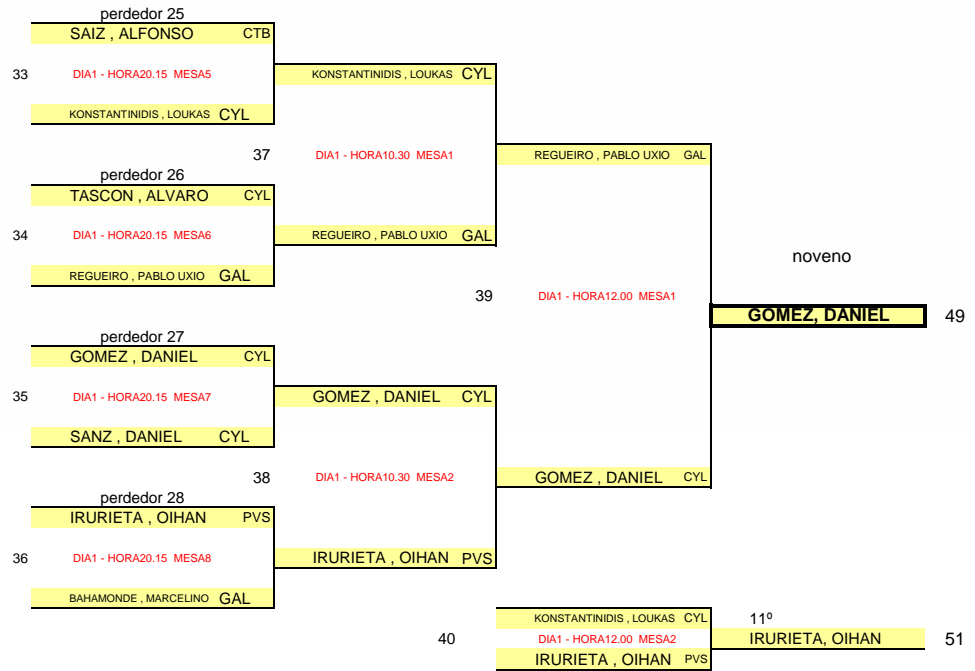 perdedor 25
SAIZ , ALFONSO CTB
33 DIA1 - HORA20.15 MESA5 KONSTANTINIDIS , LOUKAS CYL
KONSTANTINIDIS , LOUKAS CYL
37 DIA1 - HORA10.30 MESA1 REGUEIRO , PABLO UXIO GAL
perdedor 26
TASCON , ALVARO CYL
34 DIA1 - HORA20.15 MESA6 REGUEIRO , PABLO UXIO GAL
noveno
REGUEIRO , PABLO UXIO GAL
39 DIA1 - HORA12.00 MESA1
GOMEZ, DANIEL 49
perdedor 27
GOMEZ , DANIEL CYL
35 DIA1 - HORA20.15 MESA7 GOMEZ , DANIEL CYL
SANZ , DANIEL CYL
38 DIA1 - HORA10.30 MESA2 GOMEZ , DANIEL CYL
perdedor 28
IRURIETA , OIHAN PVS
36 DIA1 - HORA20.15 MESA8 IRURIETA , OIHAN PVS
BAHAMONDE , MARCELINO GAL
KONSTANTINIDIS , LOUKAS CYL 11º
40 DIA1 - HORA12.00 MESA2 IRURIETA, OIHAN 51
IRURIETA , OIHAN PVS